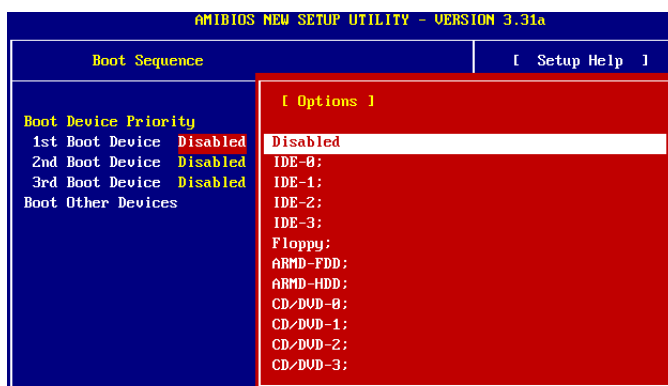 AMIBIOS NEW SETUP UTILITY - VERSION 3.31a
Boot Sequence
[ Setup Help ]
Boot Device Priority
1st Boot Device Disabled
2nd Boot Device Disabled
3rd Boot Device Disabled
Boot Other Devices
[ Options ]
Disabled
IDE-0;
IDE-1;
IDE-2;
IDE-3;
Floppy;
ARMD-FDD;
ARMD-HDD;
CD/DVD-0;
CD/DVD-1;
CD/DVD-2;
CD/DVD-3;